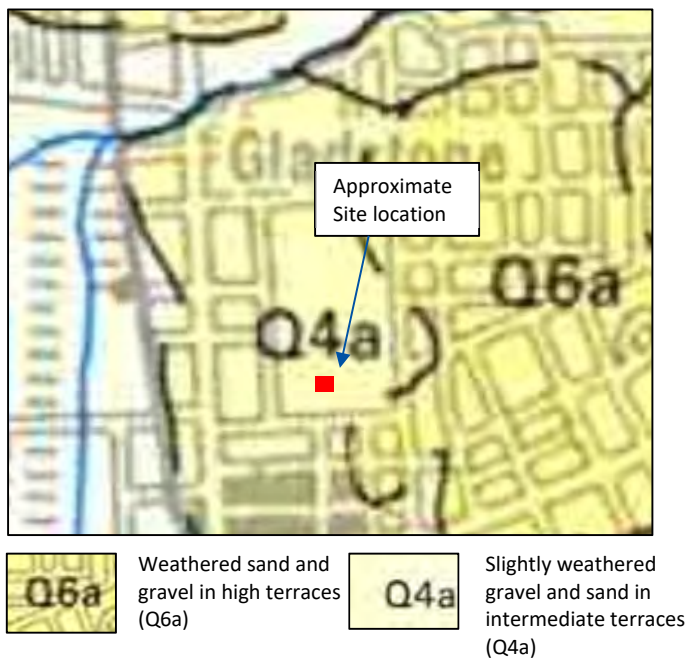 Gladstone
Approximate
Site location
Q6a
Q4a
Q6a
Weathered sand and
gravel in high terraces
(Q6a)
Q4a
Slightly weathered
gravel and sand in
intermediate terraces
(Q4a)